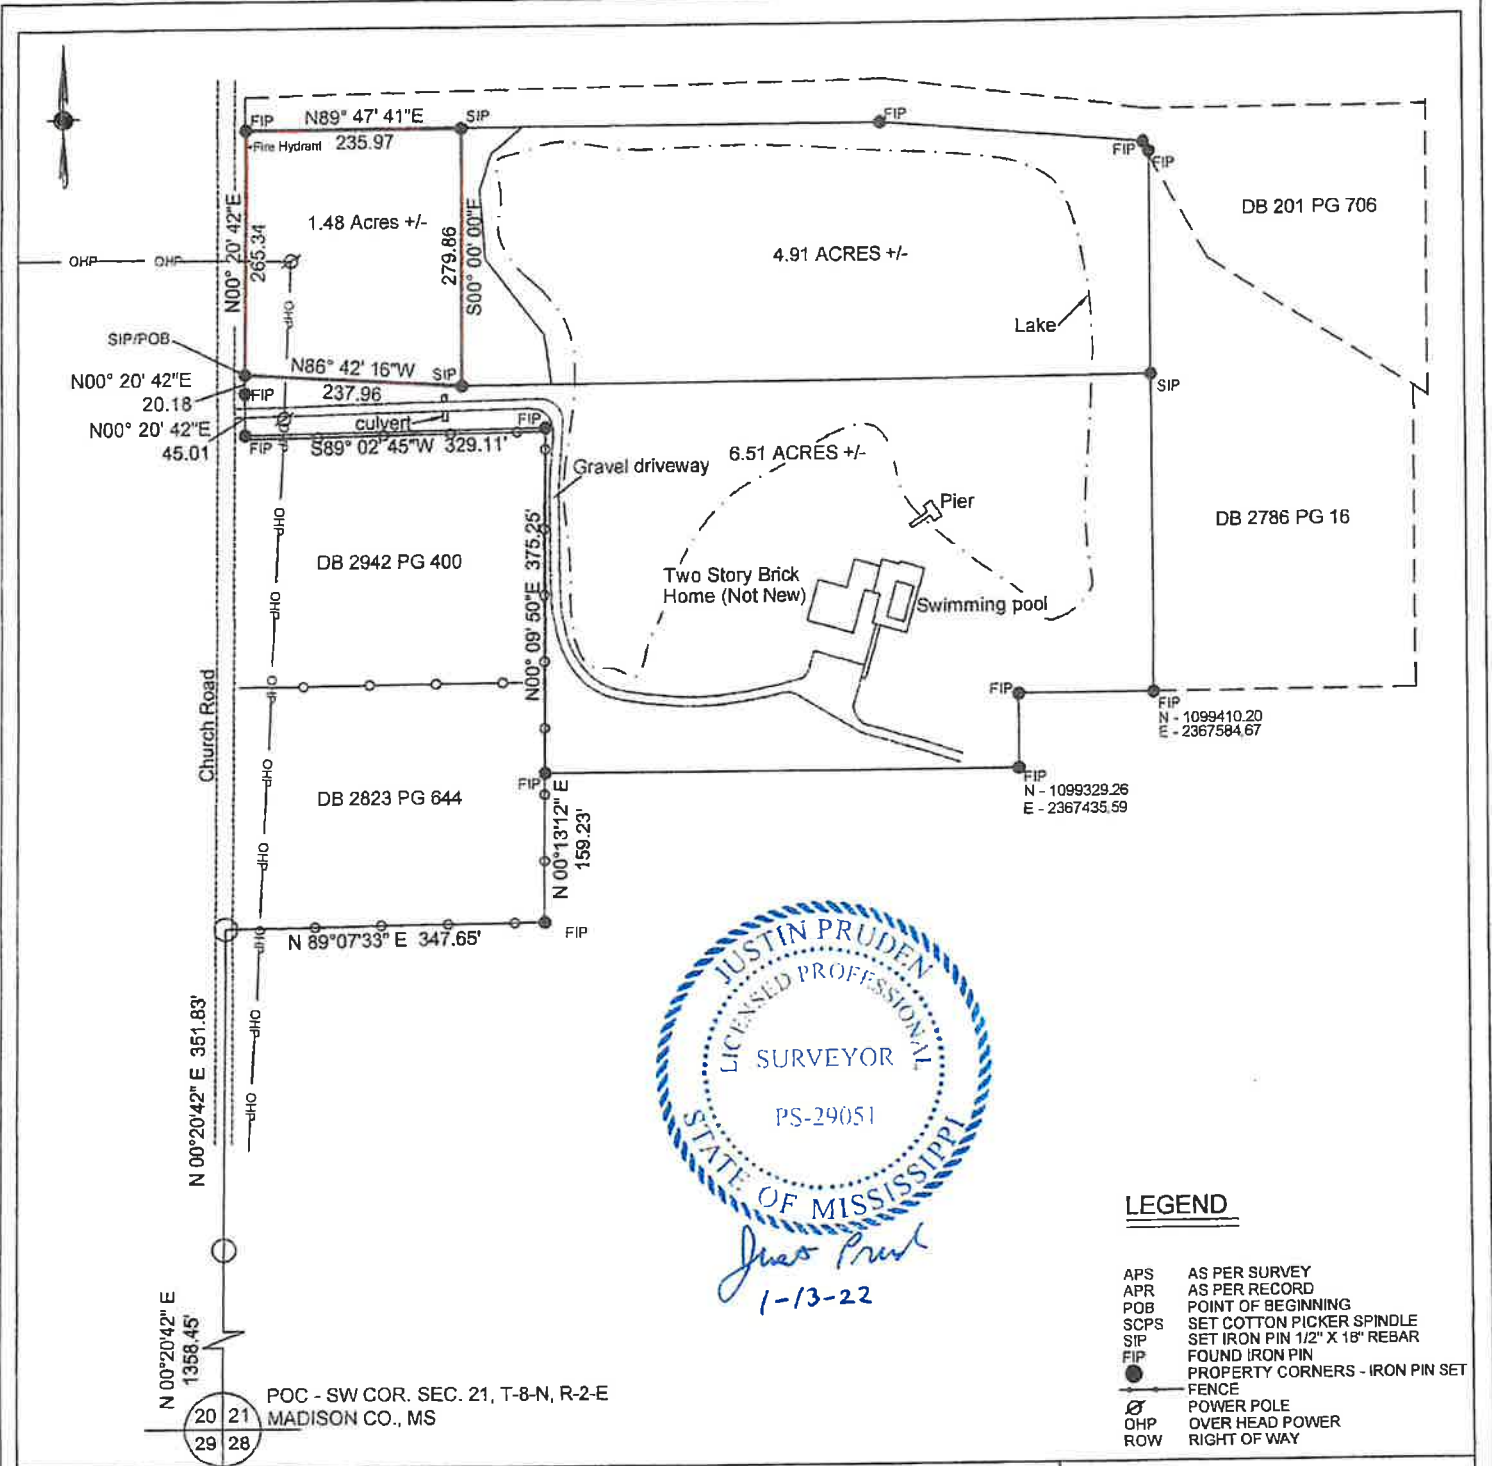 FIP
N89° 47' 41"E
SIP
Fire Hydrant 235.97
FIP
FIP
FIP
DB 201 PG 706
1.48 Acres +/-
4.91 ACRES +/-
N00° 20' 42"E
265.34
279.86
OHP OHP
OHP
Lake
SIP/POB
N86° 42' 16"W
SIP
237.96
SIP
N00° 20' 42"E
20.18
FIP
N00° 20' 42"E
45.01
culvert
FIP
FIP
S89° 02' 45"W 329.11'
Gravel driveway
6.51 ACRES +/-
Pier
DB 2786 PG 16
OHP
DB 2942 PG 400
N00° 09' 50"E 375.25'
Two Story Brick
Home (Not New)
Swimming pool
OHP
OHP
Church Road
FIP
FIP
N - 1099410.20
E - 2367584.67
OHP
DB 2823 PG 644
FIP
N 00°13'12" E
159.23'
FIP
N - 1099329.26
E - 2367435.59
OHP
OHP
N 89°07'33" E 347.65'
FIP
N 00°20'42" E 351.83'
OHP
OHP
JUSTIN PRUDEN
LICENSED PROFESSIONAL
SURVEYOR
PS-29051
STATE OF MISSISSIPPI
1-13-22
N 00°20'42" E
1358.45'
20 21
29 28
POC - SW COR. SEC. 21, T-8-N, R-2-E
MADISON CO., MS
LEGEND
APS AS PER SURVEY
APR AS PER RECORD
POB POINT OF BEGINNING
SCPS SET COTTON PICKER SPINDLE
SIP SET IRON PIN 1/2" X 18" REBAR
FIP FOUND IRON PIN
PROPERTY CORNERS - IRON PIN SET
FENCE
POWER POLE
OHP OVER HEAD POWER
ROW RIGHT OF WAY